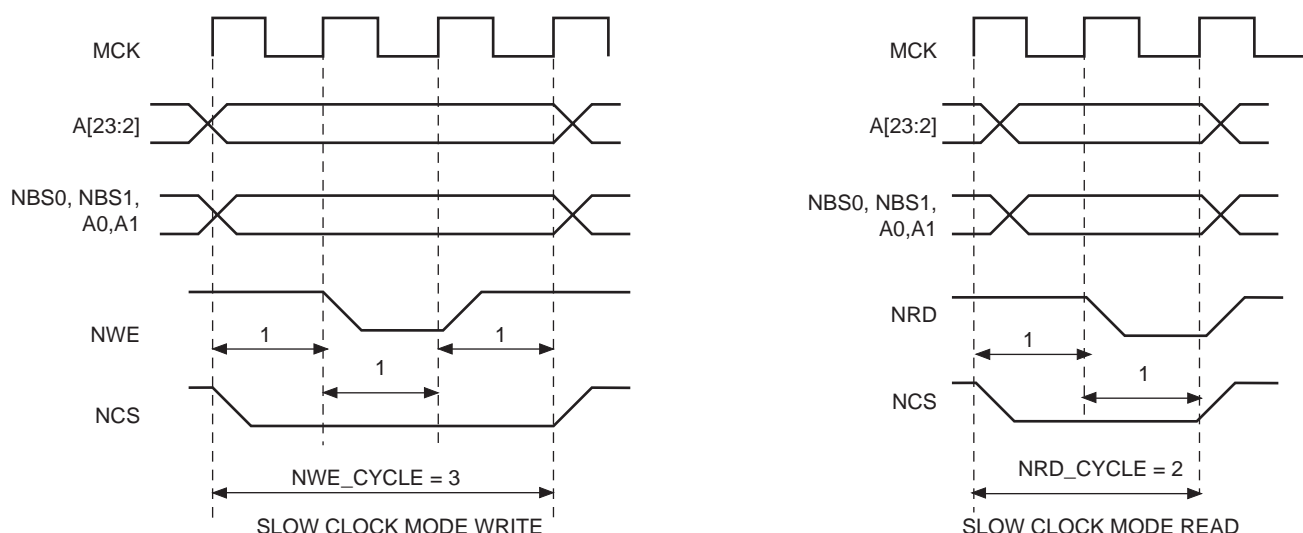 MCK
A[23:2]
NBS0, NBS1,
A0,A1
NWE
1
1
1
NCS
NWE_CYCLE = 3
SLOW CLOCK MODE WRITE
MCK
A[23:2]
NBS0, NBS1,
A0,A1
NRD
1
1
NCS
NRD_CYCLE = 2
SLOW CLOCK MODE READ